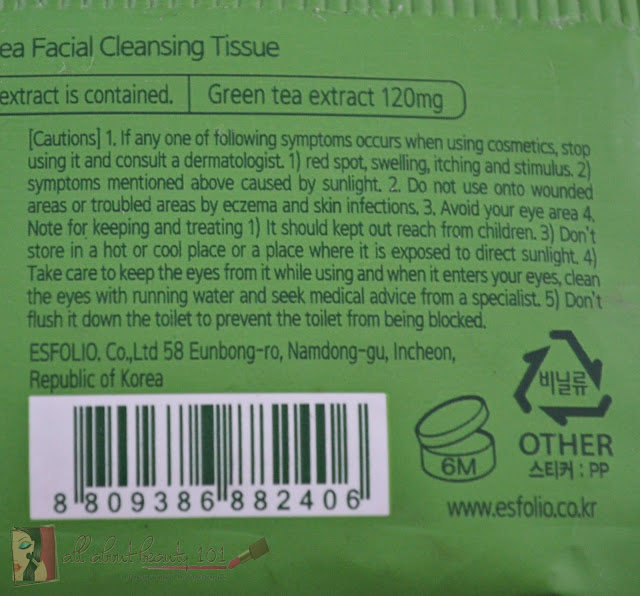 ea Facial Cleansing Tissue
extract is contained. Green tea extract 120mg
[Cautions] 1. If any one of following symptoms occurs when using cosmetics, stop
using it and consult a dermatologist. 1) red spot, swelling, itching and stimulus. 2)
symptoms mentioned above caused by sunlight. 2. Do not use onto wounded
areas or troubled areas by eczema and skin infections. 3. Avoid your eye area 4.
Note for keeping and treating 1) It should kept out reach from children. 3) Don't
store in a hot or cool place or a place where it is exposed to direct sunlight. 4)
Take care to keep the eyes from it while using and when it enters your eyes, clean
the eyes with running water and seek medical advice from a specialist. 5) Don't
flush it down the toilet to prevent the toilet from being blocked.
ESFOLIO. Co.,Ltd 58 Eunbong-ro, Namdong-gu, Incheon,
Republic of Korea
비닐류
6M
OTHER
스티커 : PP
8 809386 882406
www.esfolio.co.kr
all about beauty 101